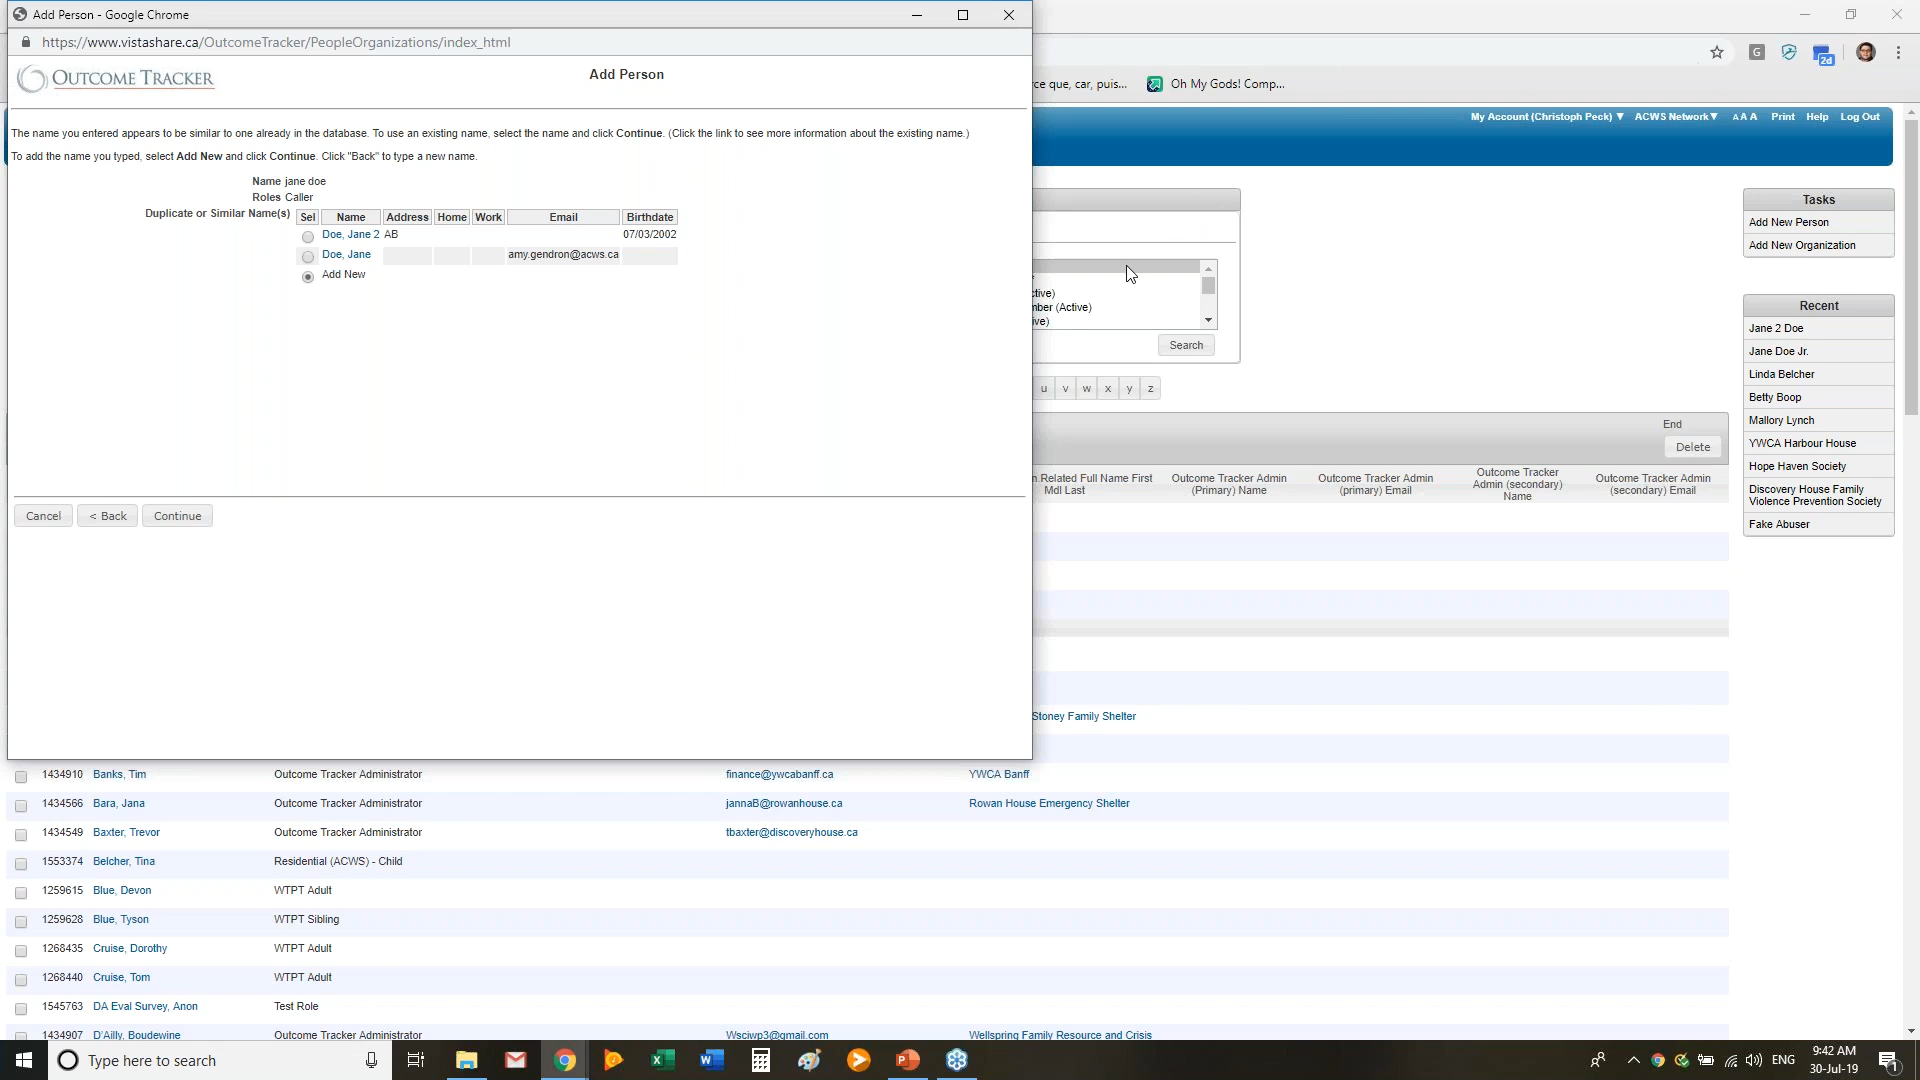 Add Person - Google Chrome
https://www.vistashare.ca/OutcomeTracker/PeopleOrganizations/index_html
OUTCOME TRACKER
Add Person
The name you entered appears to be similar to one already in the database. To use an existing name, select the name and click Continue. (Click the link to see more information about the existing name.)
To add the name you typed, select Add New and click Continue. Click "Back" to type a new name.
Name jane doe
Roles Caller
Duplicate or Similar Name(s) Sel Name Address Home Work Email Birthdate
Doe, Jane 2 AB 07/03/2002
Doe, Jane amy.gendron@acws.ca
Add New
Cancel < Back Continue
G 2d
ce que, car, puis... Oh My Gods! Comp...
My Account (Christoph Peck) ▼ ACWS Network▼ A A A Print Help Log Out
ctive)
nber (Active)
ive)
Search
u v w x y z
End
Delete
n.Related Full Name First Mdl Last
Outcome Tracker Admin (Primary) Name
Outcome Tracker Admin (primary) Email
Outcome Tracker Admin (secondary) Name
Outcome Tracker Admin (secondary) Email
Stoney Family Shelter
Tasks
Add New Person
Add New Organization
Recent
Jane 2 Doe
Jane Doe Jr.
Linda Belcher
Betty Boop
Mallory Lynch
YWCA Harbour House
Hope Haven Society
Discovery House Family
Violence Prevention Society
Fake Abuser
1434910 Banks, Tim Outcome Tracker Administrator finance@ywcabanff.ca YWCA Banff
1434566 Bara, Jana Outcome Tracker Administrator jannaB@rowanhouse.ca Rowan House Emergency Shelter
1434549 Baxter, Trevor Outcome Tracker Administrator tbaxter@discoveryhouse.ca
1553374 Belcher, Tina Residential (ACWS) - Child
1259615 Blue, Devon WTPT Adult
1259628 Blue, Tyson WTPT Sibling
1268435 Cruise, Dorothy WTPT Adult
1268440 Cruise, Tom WTPT Adult
1545763 DA Eval Survey, Anon Test Role
1434907 D'Ailly, Boudewine Outcome Tracker Administrator Wsciwp3@gmail.com Wellspring Family Resource and Crisis
Type here to search
ENG
9:42 AM
30-Jul-19
1